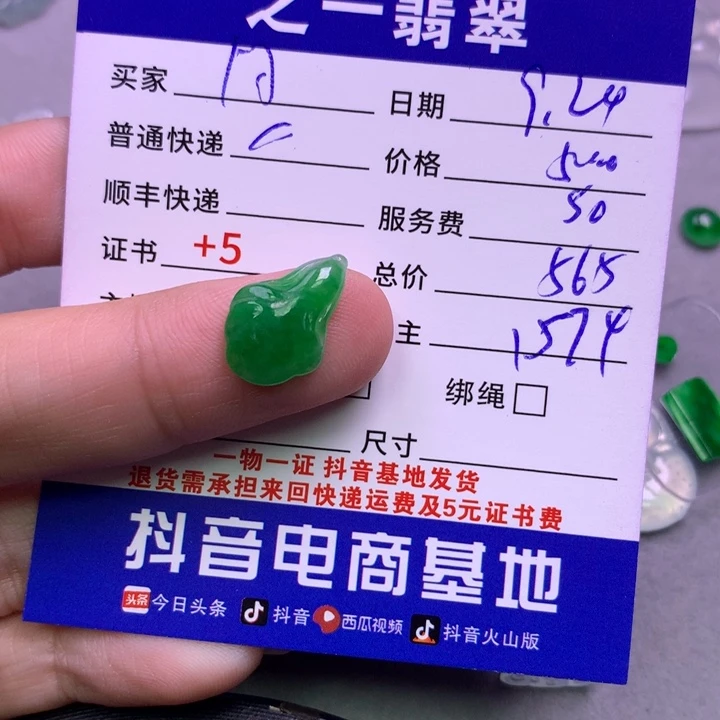 之一翡翠
买家
日期 9.24
普通快递
价格 500
顺丰快递
服务费 50
证书 +5
总价 565
主 1574
绑绳
尺寸
一物一证 抖音基地发货
退货需承担来回快递运费及5元证书费
抖音电商基地
头条 今日头条 抖音 西瓜视频 抖音火山版